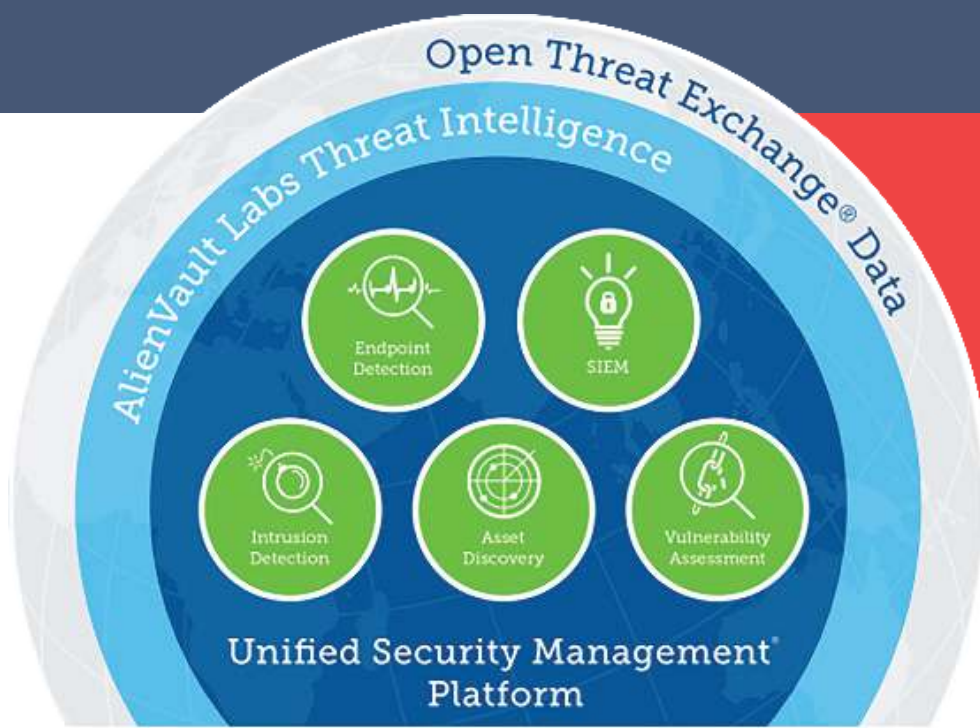 Open Threat Exchange® Data
AlienVault Labs Threat Intelligence
Endpoint
Detection
SIEM
Intrusion
Detection
Asset
Discovery
Vulnerability
Assessment
Unified Security Management®
Platform